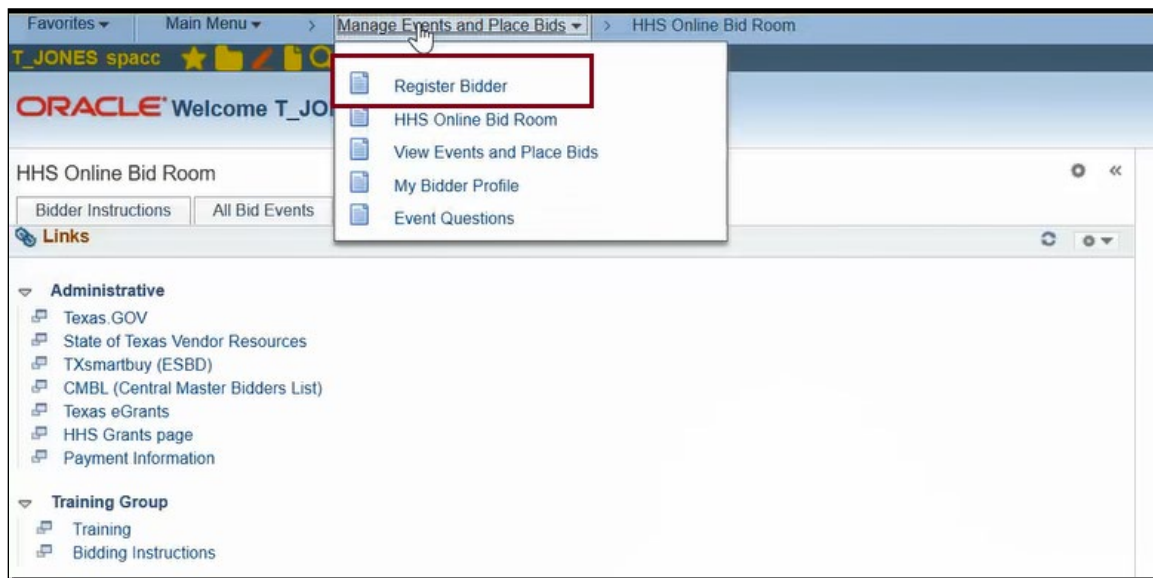 Favorites Main Menu > Manage Events and Place Bids > HHS Online Bid Room
T_JONES spacc
Register Bidder
ORACLE Welcome T_JO
HHS Online Bid Room
View Events and Place Bids
HHS Online Bid Room
My Bidder Profile
Bidder Instructions All Bid Events
Event Questions
Links
Administrative
Texas.GOV
State of Texas Vendor Resources
TXsmartbuy (ESBD)
CMBL (Central Master Bidders List)
Texas eGrants
HHS Grants page
Payment Information
Training Group
Training
Bidding Instructions